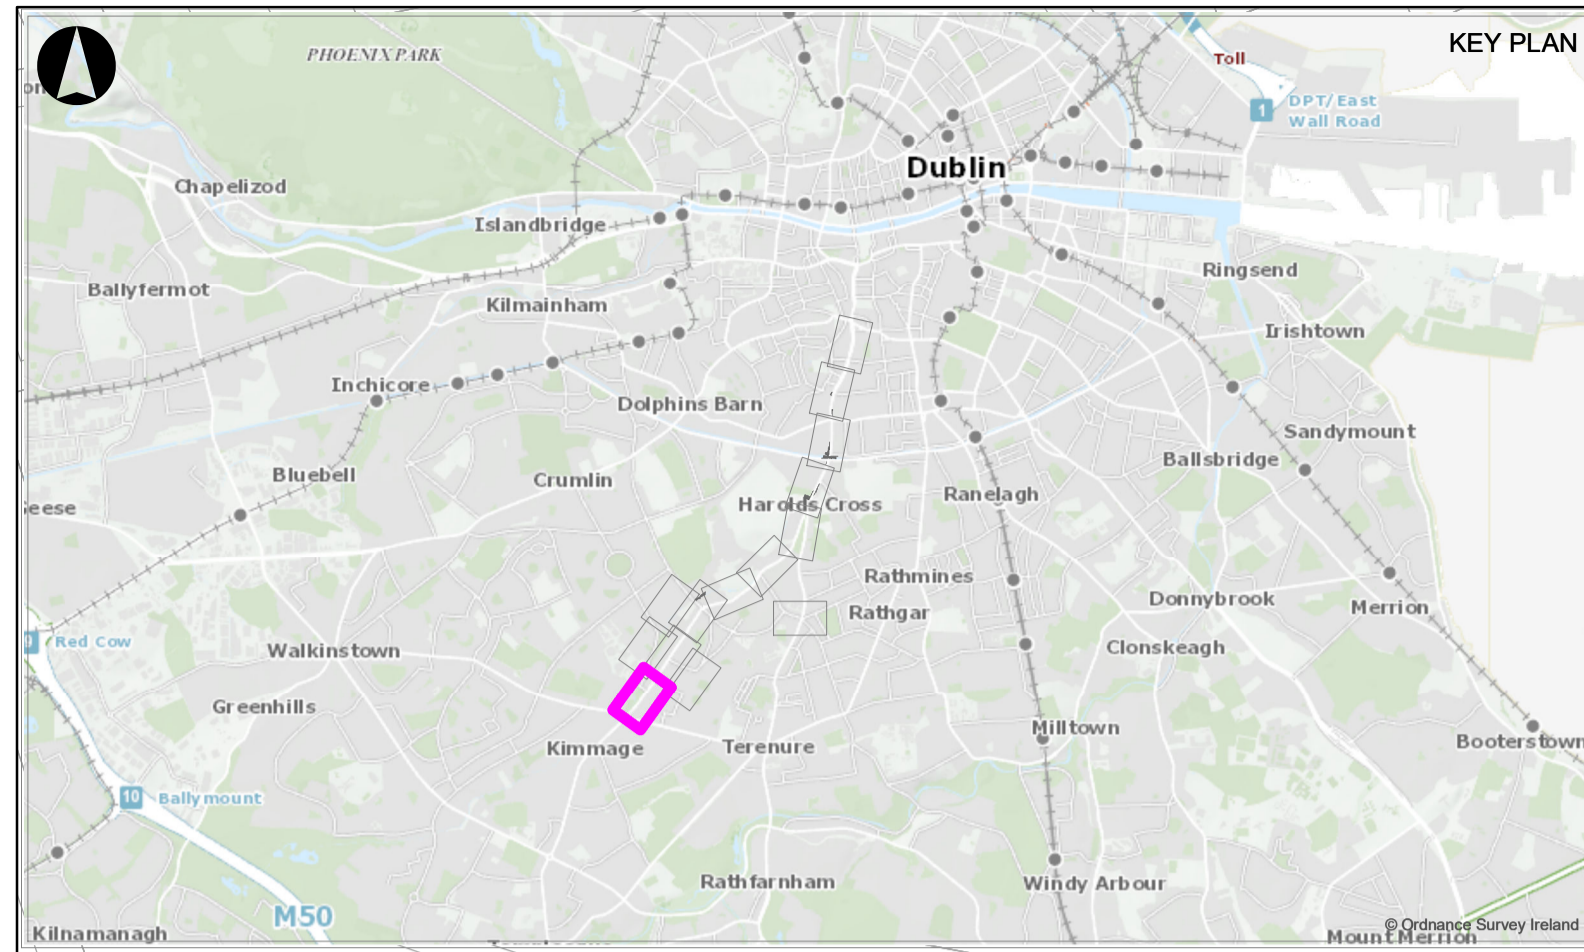 KEY PLAN
PHOENIX PARK
Toll
1
DPT/East
Wall Road
Dublin
Chapelizod
Islandbridge
Ringsend
Ballyfermot
Kilmainham
Irishtown
Inchicore
Dolphins Barn
Sandymount
Ballsbridge
Bluebell
Crumlin
Ranelagh
Harolds Cross
Rathmines
Donnybrook
Merrion
Rathgar
Red Cow
Walkinstown
Clonskeagh
Greenhills
Milltown
Kimmage
Terenure
Booterstown
10
Ballymount
Rathfarnham
Windy Arbour
M50
© Ordnance Survey Ireland
Kilnamanagh
Mount Merrion